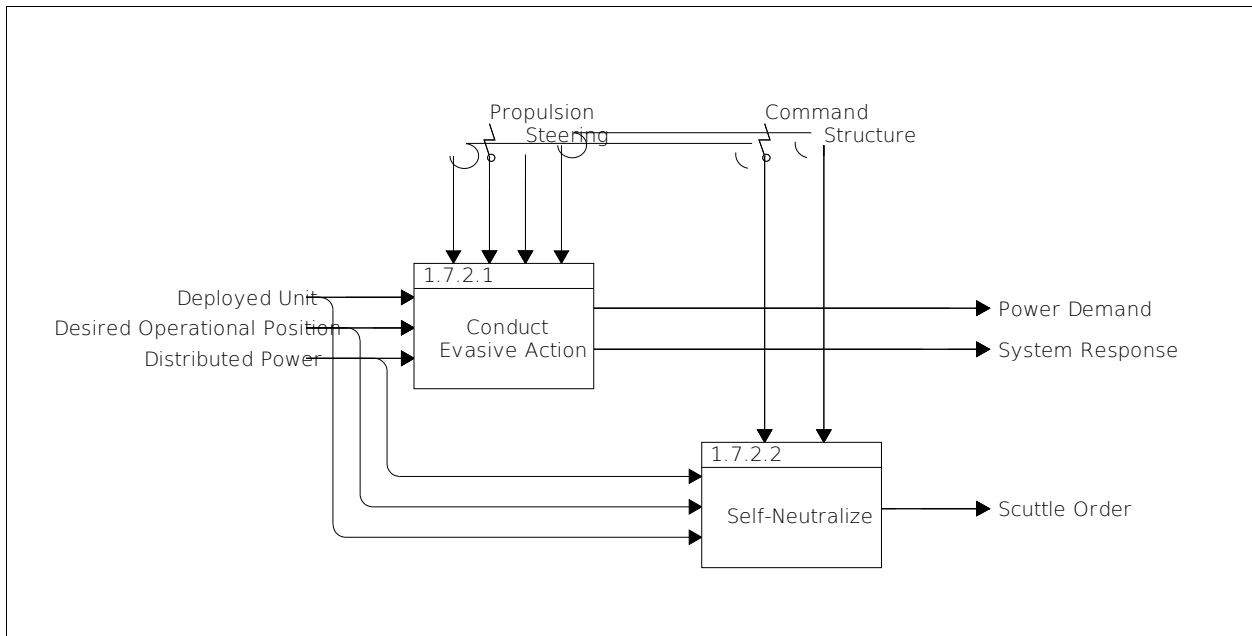 Propulsion
Steering
Command
Structure
1.7.2.1
Conduct
Evasive Action
Deployed Unit
Desired Operational Position
Distributed Power
Power Demand
System Response
1.7.2.2
Self-Neutralize
Scuttle Order